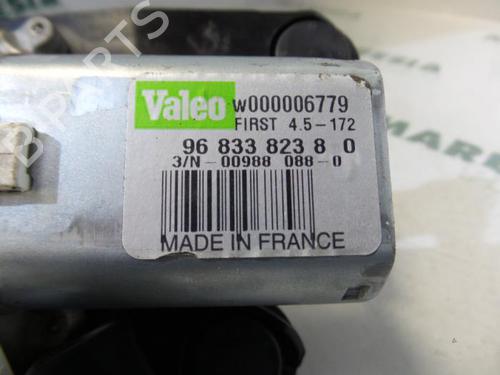 Valeo W000006779
FIRST 4.5-172
96 833 823 8 0
3/N-00988 088-0
MADE IN FRANCE